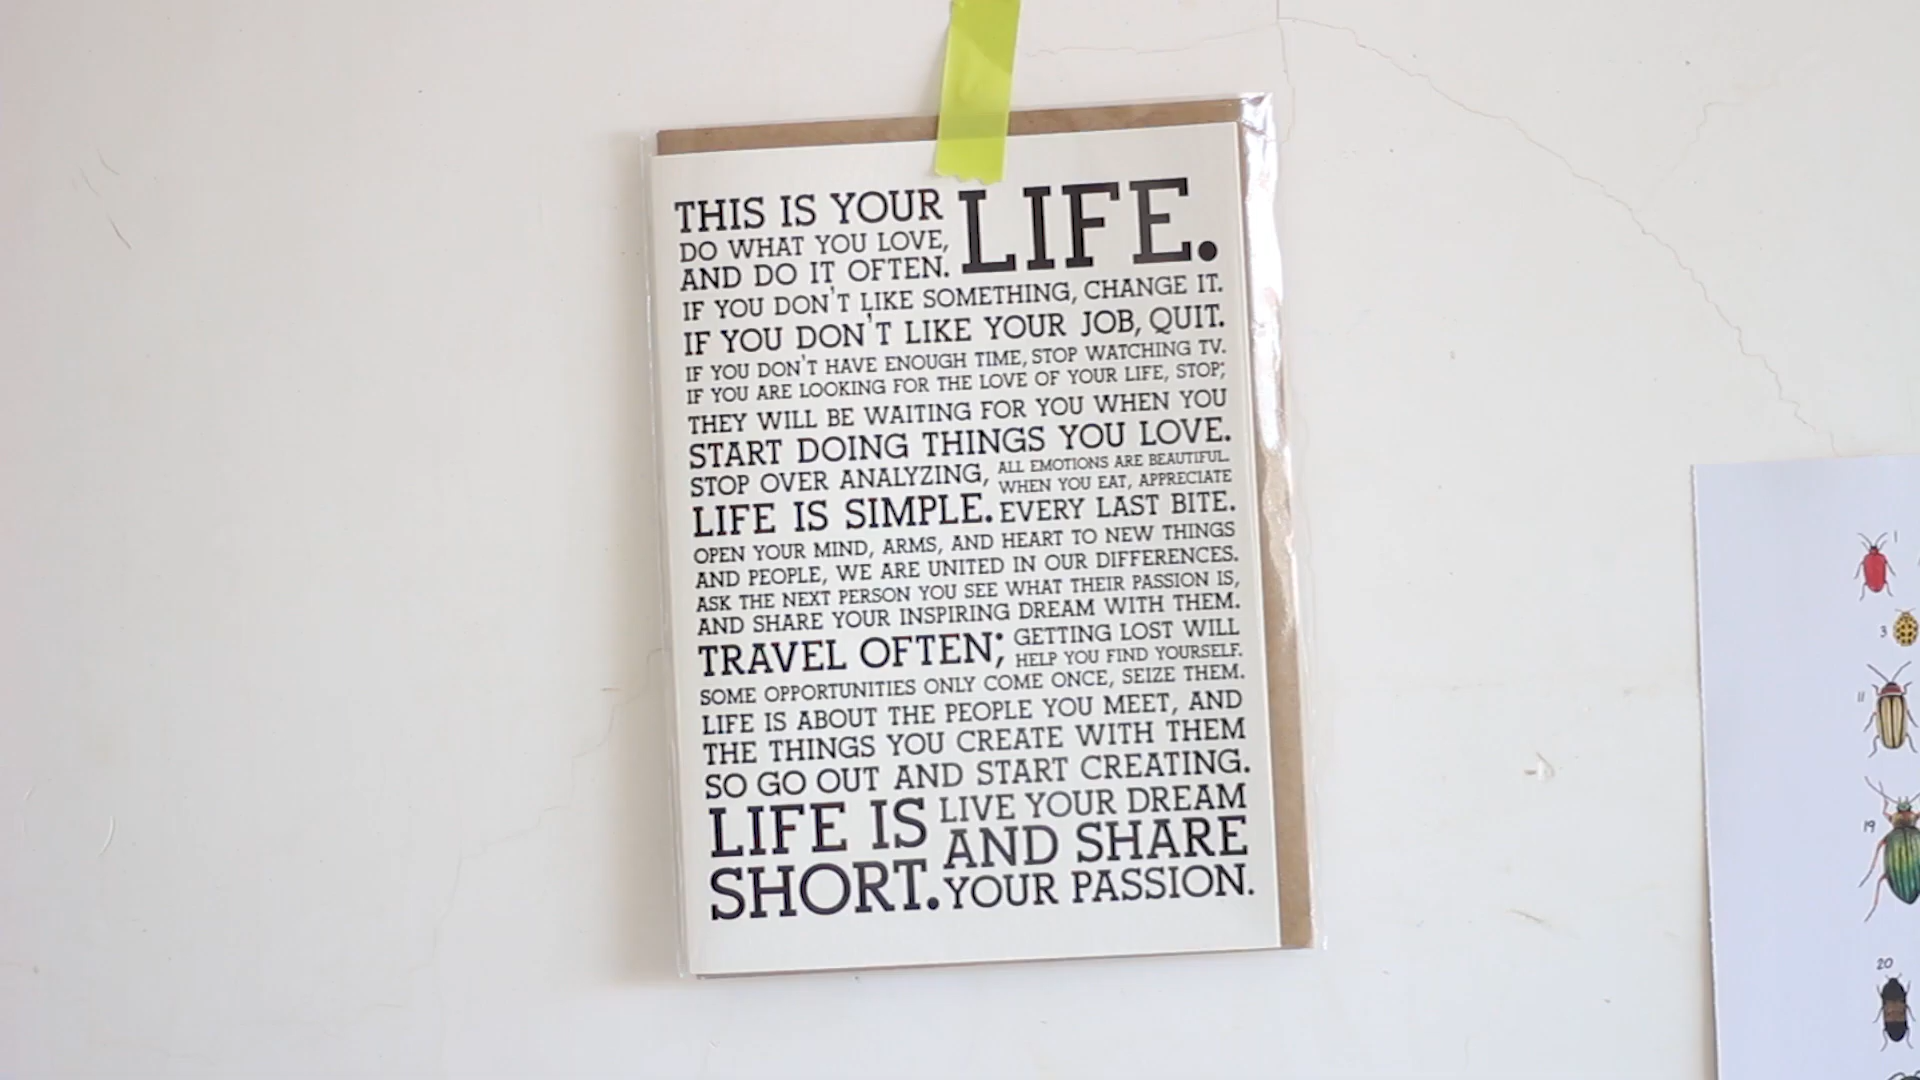 THIS IS YOUR LIFE.
DO WHAT YOU LOVE,
AND DO IT OFTEN.
IF YOU DON'T LIKE SOMETHING, CHANGE IT.
IF YOU DON'T LIKE YOUR JOB, QUIT.
IF YOU DON'T HAVE ENOUGH TIME, STOP WATCHING TV.
IF YOU ARE LOOKING FOR THE LOVE OF YOUR LIFE, STOP;
THEY WILL BE WAITING FOR YOU WHEN YOU
START DOING THINGS YOU LOVE.
STOP OVER ANALYZING,
LIFE IS SIMPLE.
ALL EMOTIONS ARE BEAUTIFUL.
WHEN YOU EAT, APPRECIATE
EVERY LAST BITE.
OPEN YOUR MIND, ARMS, AND HEART TO NEW THINGS
AND PEOPLE, WE ARE UNITED IN OUR DIFFERENCES.
ASK THE NEXT PERSON YOU SEE WHAT THEIR PASSION IS,
AND SHARE YOUR INSPIRING DREAM WITH THEM.
TRAVEL OFTEN;
GETTING LOST WILL
HELP YOU FIND YOURSELF.
SOME OPPORTUNITIES ONLY COME ONCE, SEIZE THEM.
LIFE IS ABOUT THE PEOPLE YOU MEET, AND
THE THINGS YOU CREATE WITH THEM
SO GO OUT AND START CREATING.
LIFE IS
SHORT.
LIVE YOUR DREAM
AND SHARE
YOUR PASSION.
1
3
11
19
20